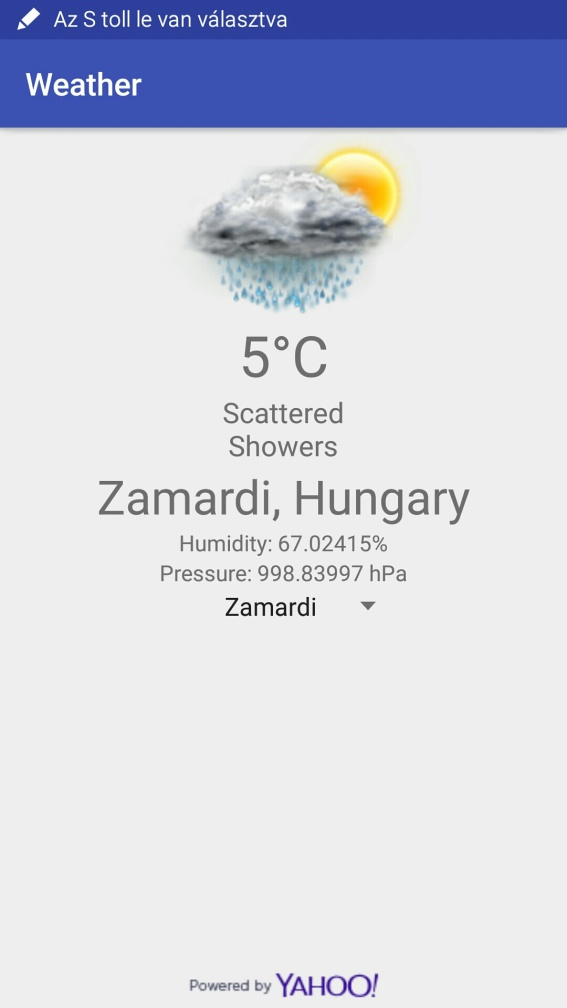 Az S toll le van választva
Weather
5°C
Scattered
Showers
Zamardi, Hungary
Humidity: 67.02415%
Pressure: 998.83997 hPa
Zamardi
Powered by YAHOO!